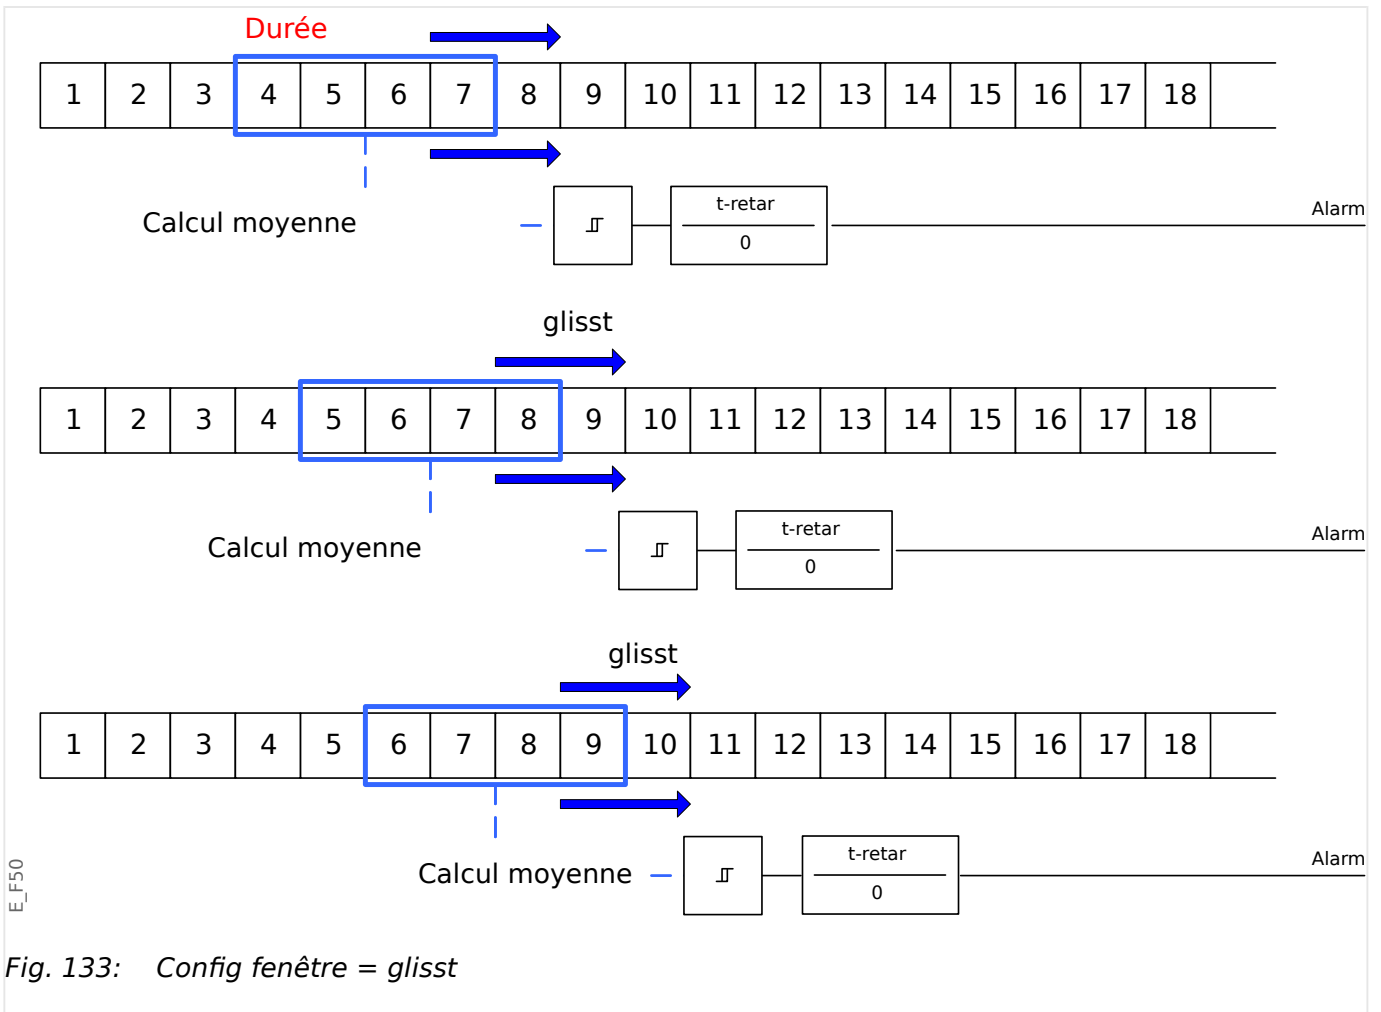 Durée
1 2 3 4 5 6 7 8 9 10 11 12 13 14 15 16 17 18
t-retar
Alarm
Calcul moyenne
0
glisst
1 2 3 4 5 6 7 8 9 10 11 12 13 14 15 16 17 18
t-retar
Alarm
Calcul moyenne
0
glisst
1 2 3 4 5 6 7 8 9 10 11 12 13 14 15 16 17 18
t-retar
Alarm
Calcul moyenne
0
E_F50
Fig. 133: Config fenêtre = glisst